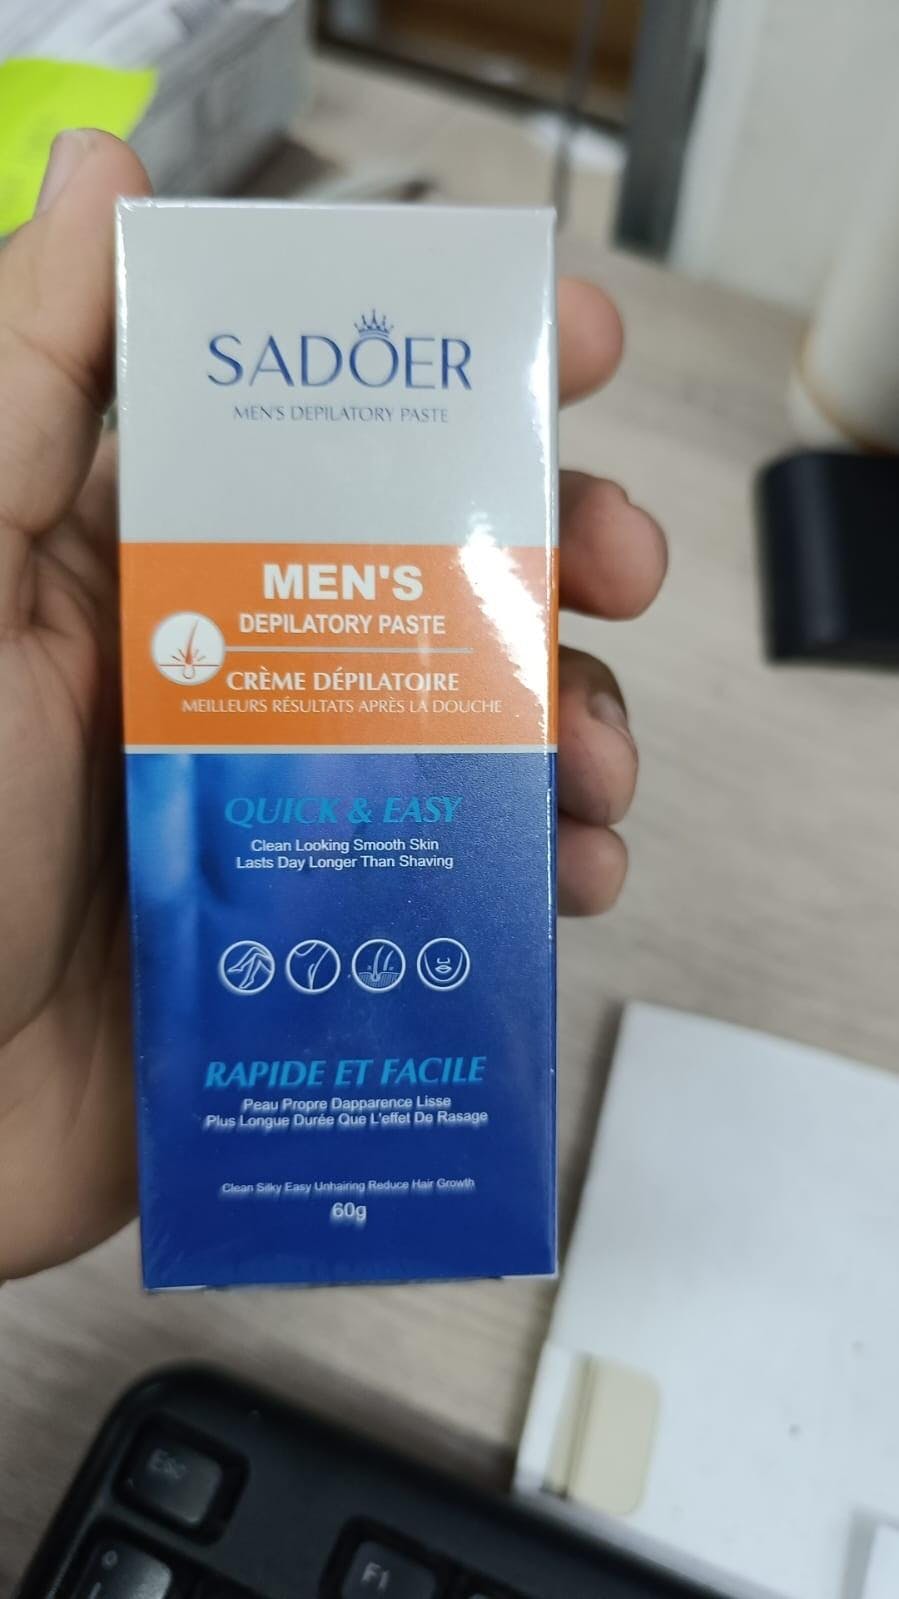 SADOER
MEN'S DEPILATORY PASTE
MEN'S
DEPILATORY PASTE
CRÈME DÉPILATOIRE
MEILLEURS RÉSULTATS APRÈS LA DOUCHE
QUICK & EASY
Clean Looking Smooth Skin
Lasts Day Longer Than Shaving
RAPIDE ET FACILE
Peau Propre Dapparence Lisse
Plus Longue Durée Que L'effet De Rasage
Clean Silky Easy Unhairing Reduce Hair Growth
60g
Esc
F1